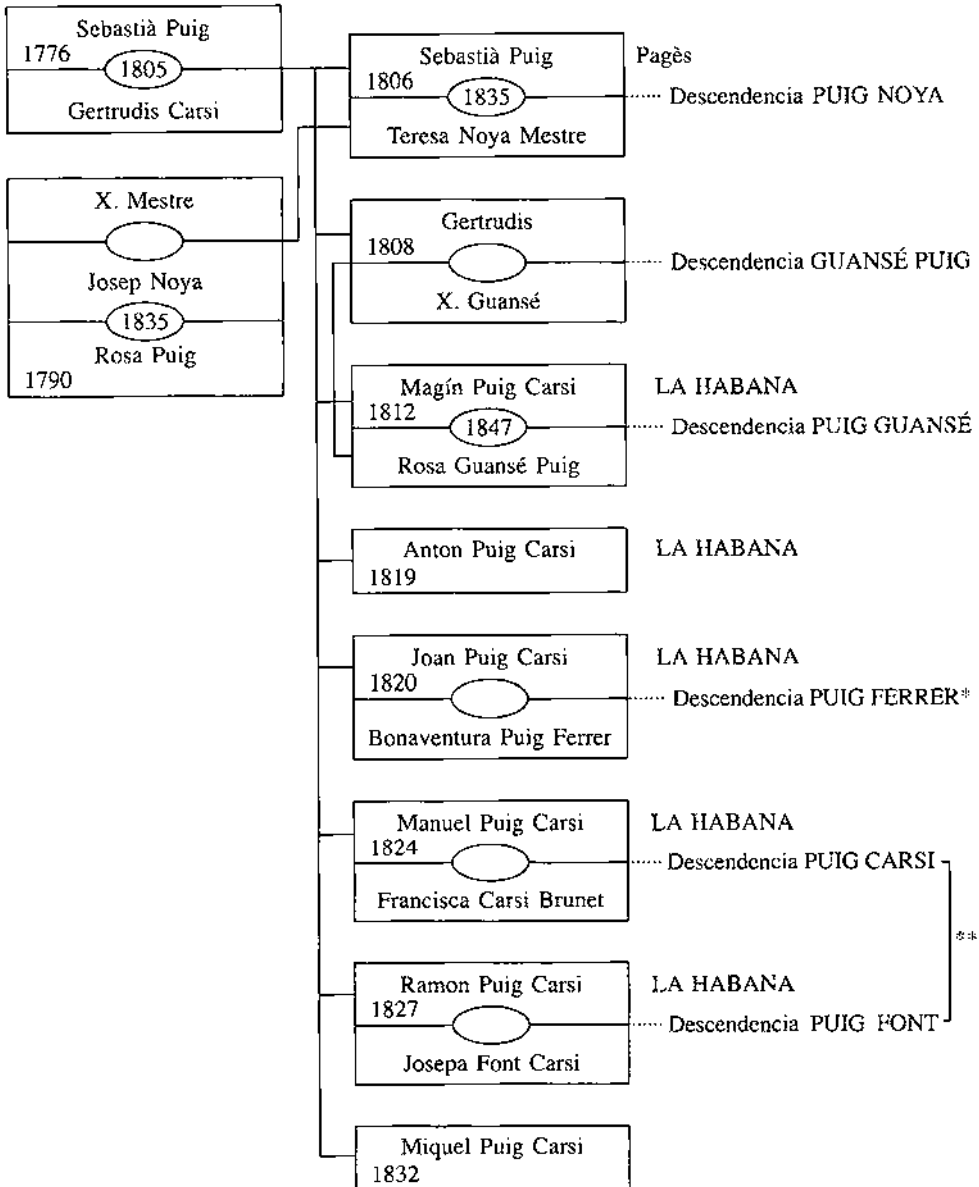 Sebastià Puig
1776
1805
Gertrudis Carsi
X. Mestre
Josep Noya
1835
Rosa Puig
1790
Sebastià Puig
Pagès
1806
1835
Descendencia PUIG NOYA
Teresa Noya Mestre
Gertrudis
1808
Descendencia GUANSÉ PUIG
X. Guansé
Magín Puig Carsi
LA HABANA
1812
1847
Descendencia PUIG GUANSÉ
Rosa Guansé Puig
Anton Puig Carsi
LA HABANA
1819
Joan Puig Carsi
LA HABANA
1820
Descendencia PUIG FERRER*
Bonaventura Puig Ferrer
Manuel Puig Carsi
LA HABANA
1824
Descendencia PUIG CARSI
Francisca Carsi Brunet
**
Ramon Puig Carsi
LA HABANA
1827
Descendencia PUIG FONT
Josepa Font Carsi
Miquel Puig Carsi
1832